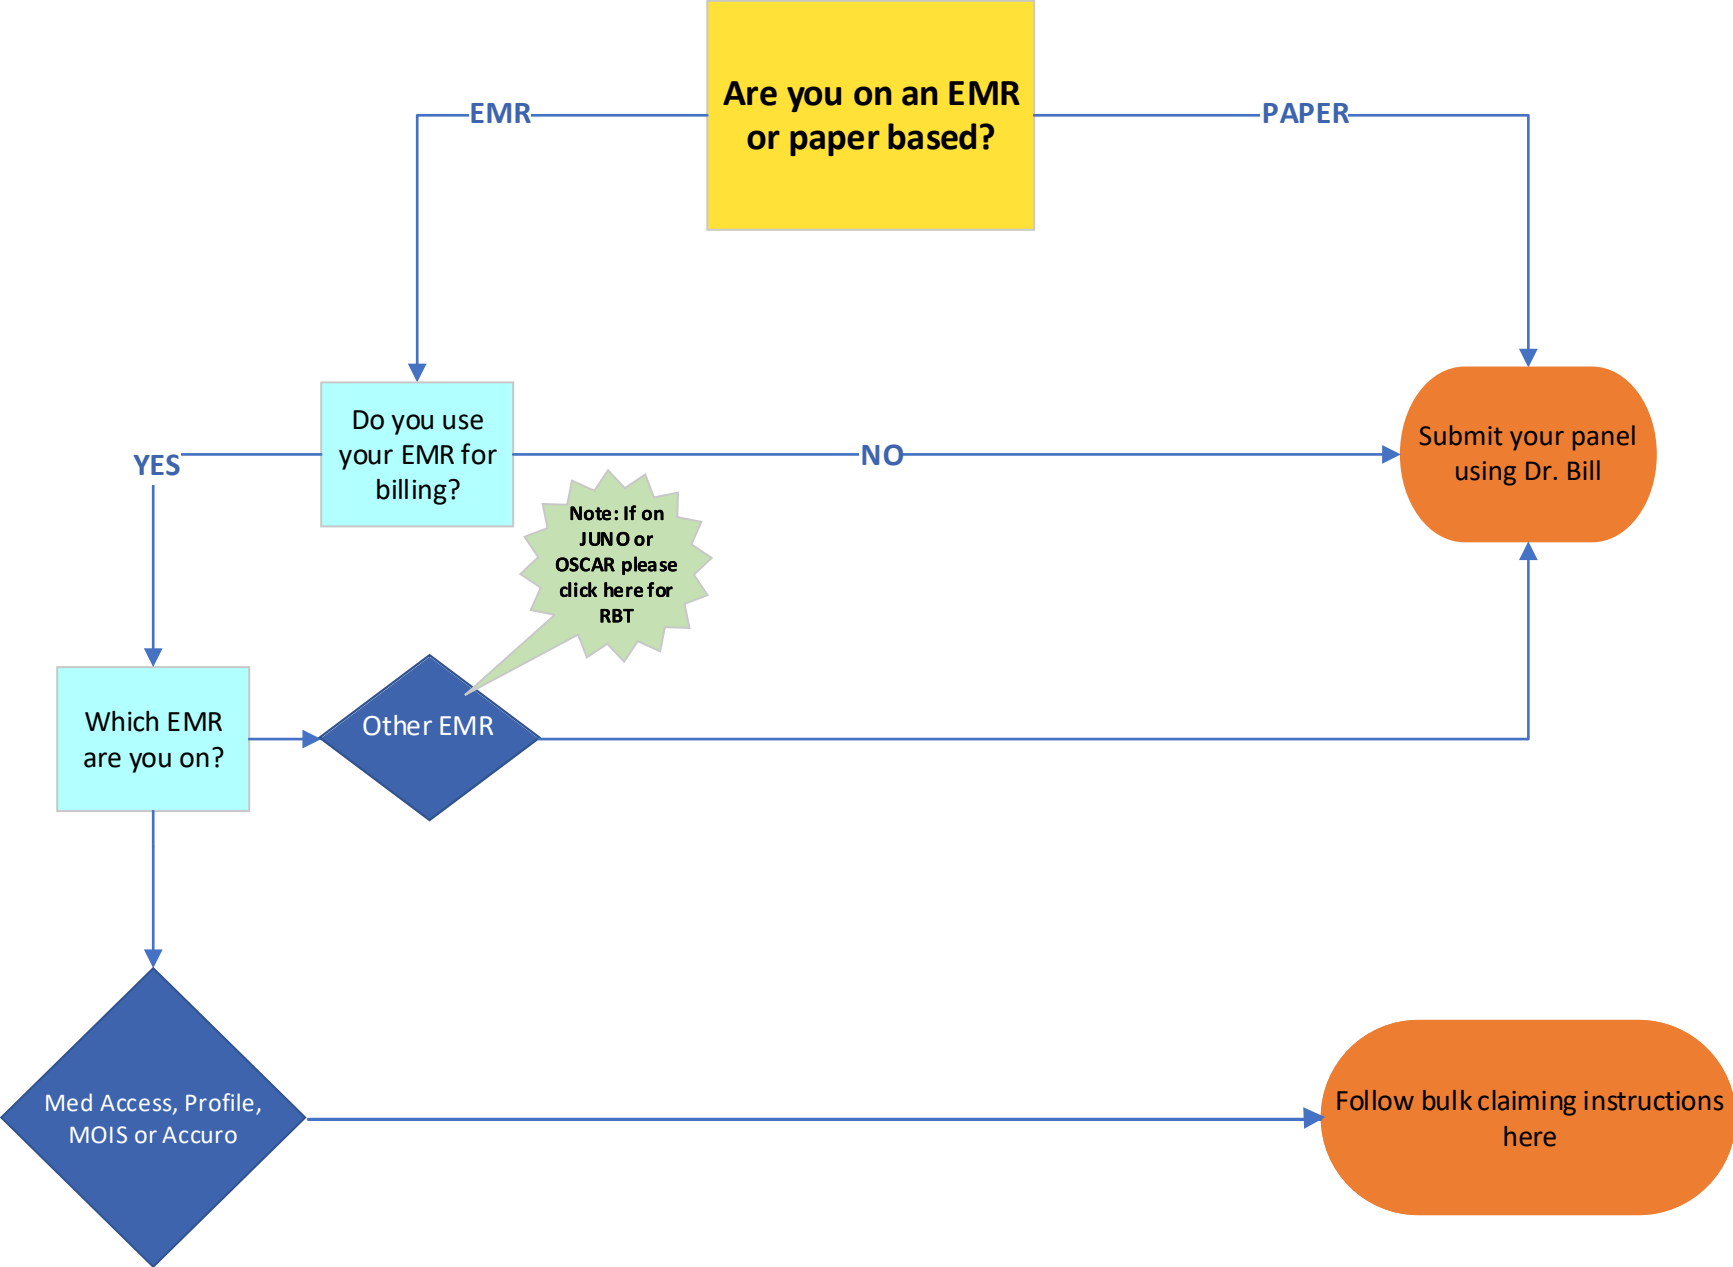 Are you on an EMR
or paper based?
EMR
PAPER
Do you use
your EMR for
billing?
YES
NO
Submit your panel
using Dr. Bill
Note: If on
JUNO or
OSCAR please
click here for
RBT
Which EMR
are you on?
Other EMR
Med Access, Profile,
MOIS or Accuro
Follow bulk claiming instructions
here